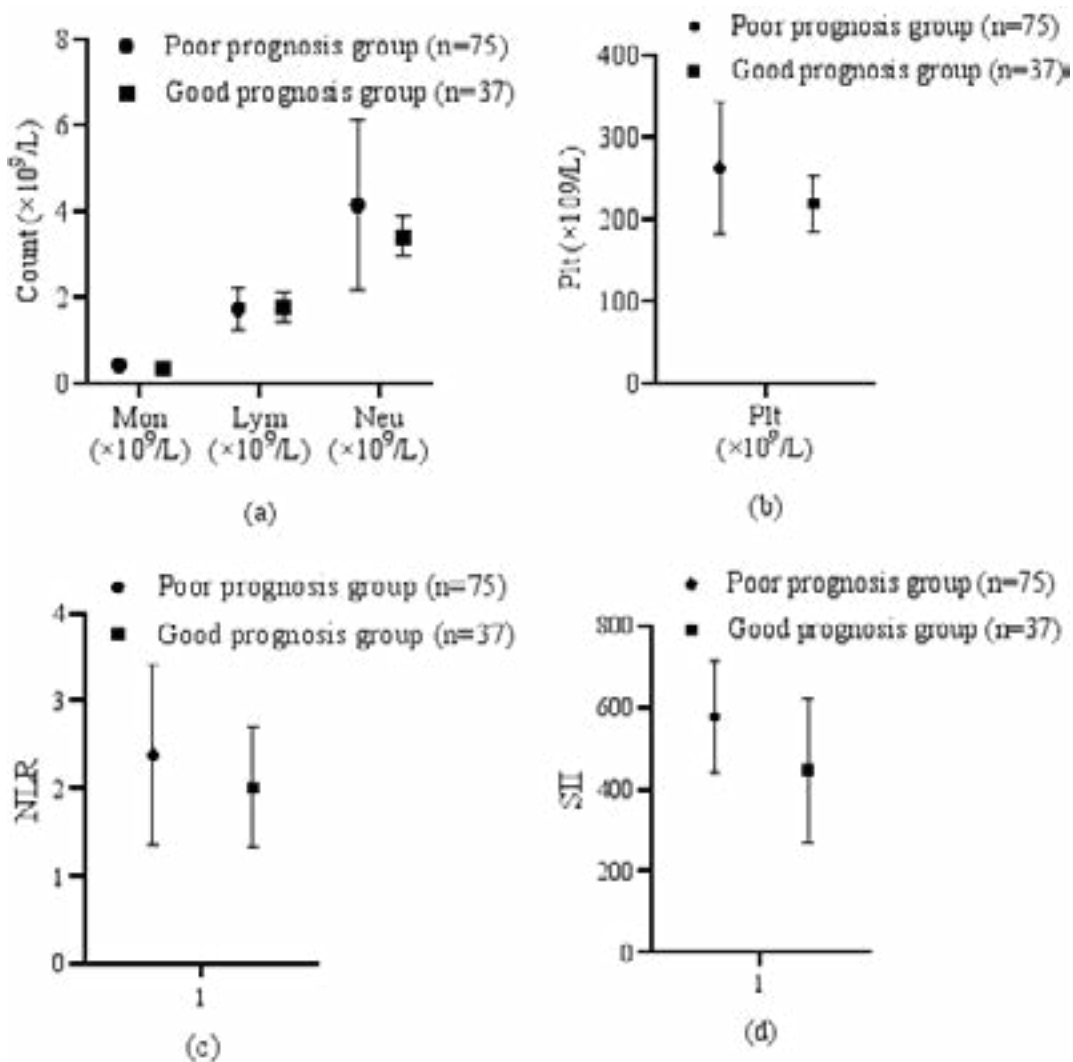 Poor prognosis group (n=75)
Good prognosis group (n=37)
Count (×10⁹/L)
8
6
4
2
0
Mon
(×10⁹/L)
Lym
(×10⁹/L)
Neu
(×10⁹/L)
(a)
Poor prognosis group (n=75)
Good prognosis group (n=37)
Plt (×109/L)
400
300
200
100
0
Plt
(×10⁹/L)
(b)
Poor prognosis group (n=75)
Good prognosis group (n=37)
NLR
4
3
2
1
0
1
(c)
Poor prognosis group (n=75)
Good prognosis group (n=37)
SII
800
600
400
200
0
1
(d)